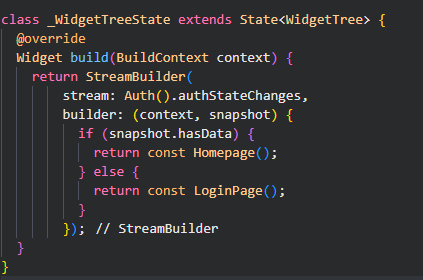 class _WidgetTreeState extends State<WidgetTree> {
  @override
  Widget build(BuildContext context) {
    return StreamBuilder(
        stream: Auth().authStateChanges,
        builder: (context, snapshot) {
          if (snapshot.hasData) {
            return const Homepage();
          } else {
            return const LoginPage();
          }
        }); // StreamBuilder
  }
}